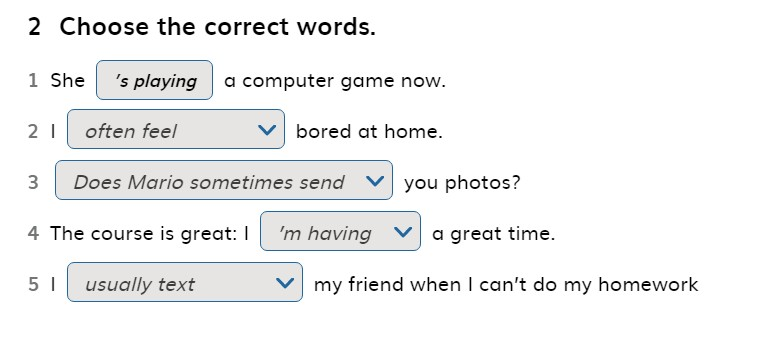 2 Choose the correct words.
1 She 's playing a computer game now.
2 I often feel bored at home.
3 Does Mario sometimes send you photos?
4 The course is great: I 'm having a great time.
5 I usually text my friend when I can't do my homework